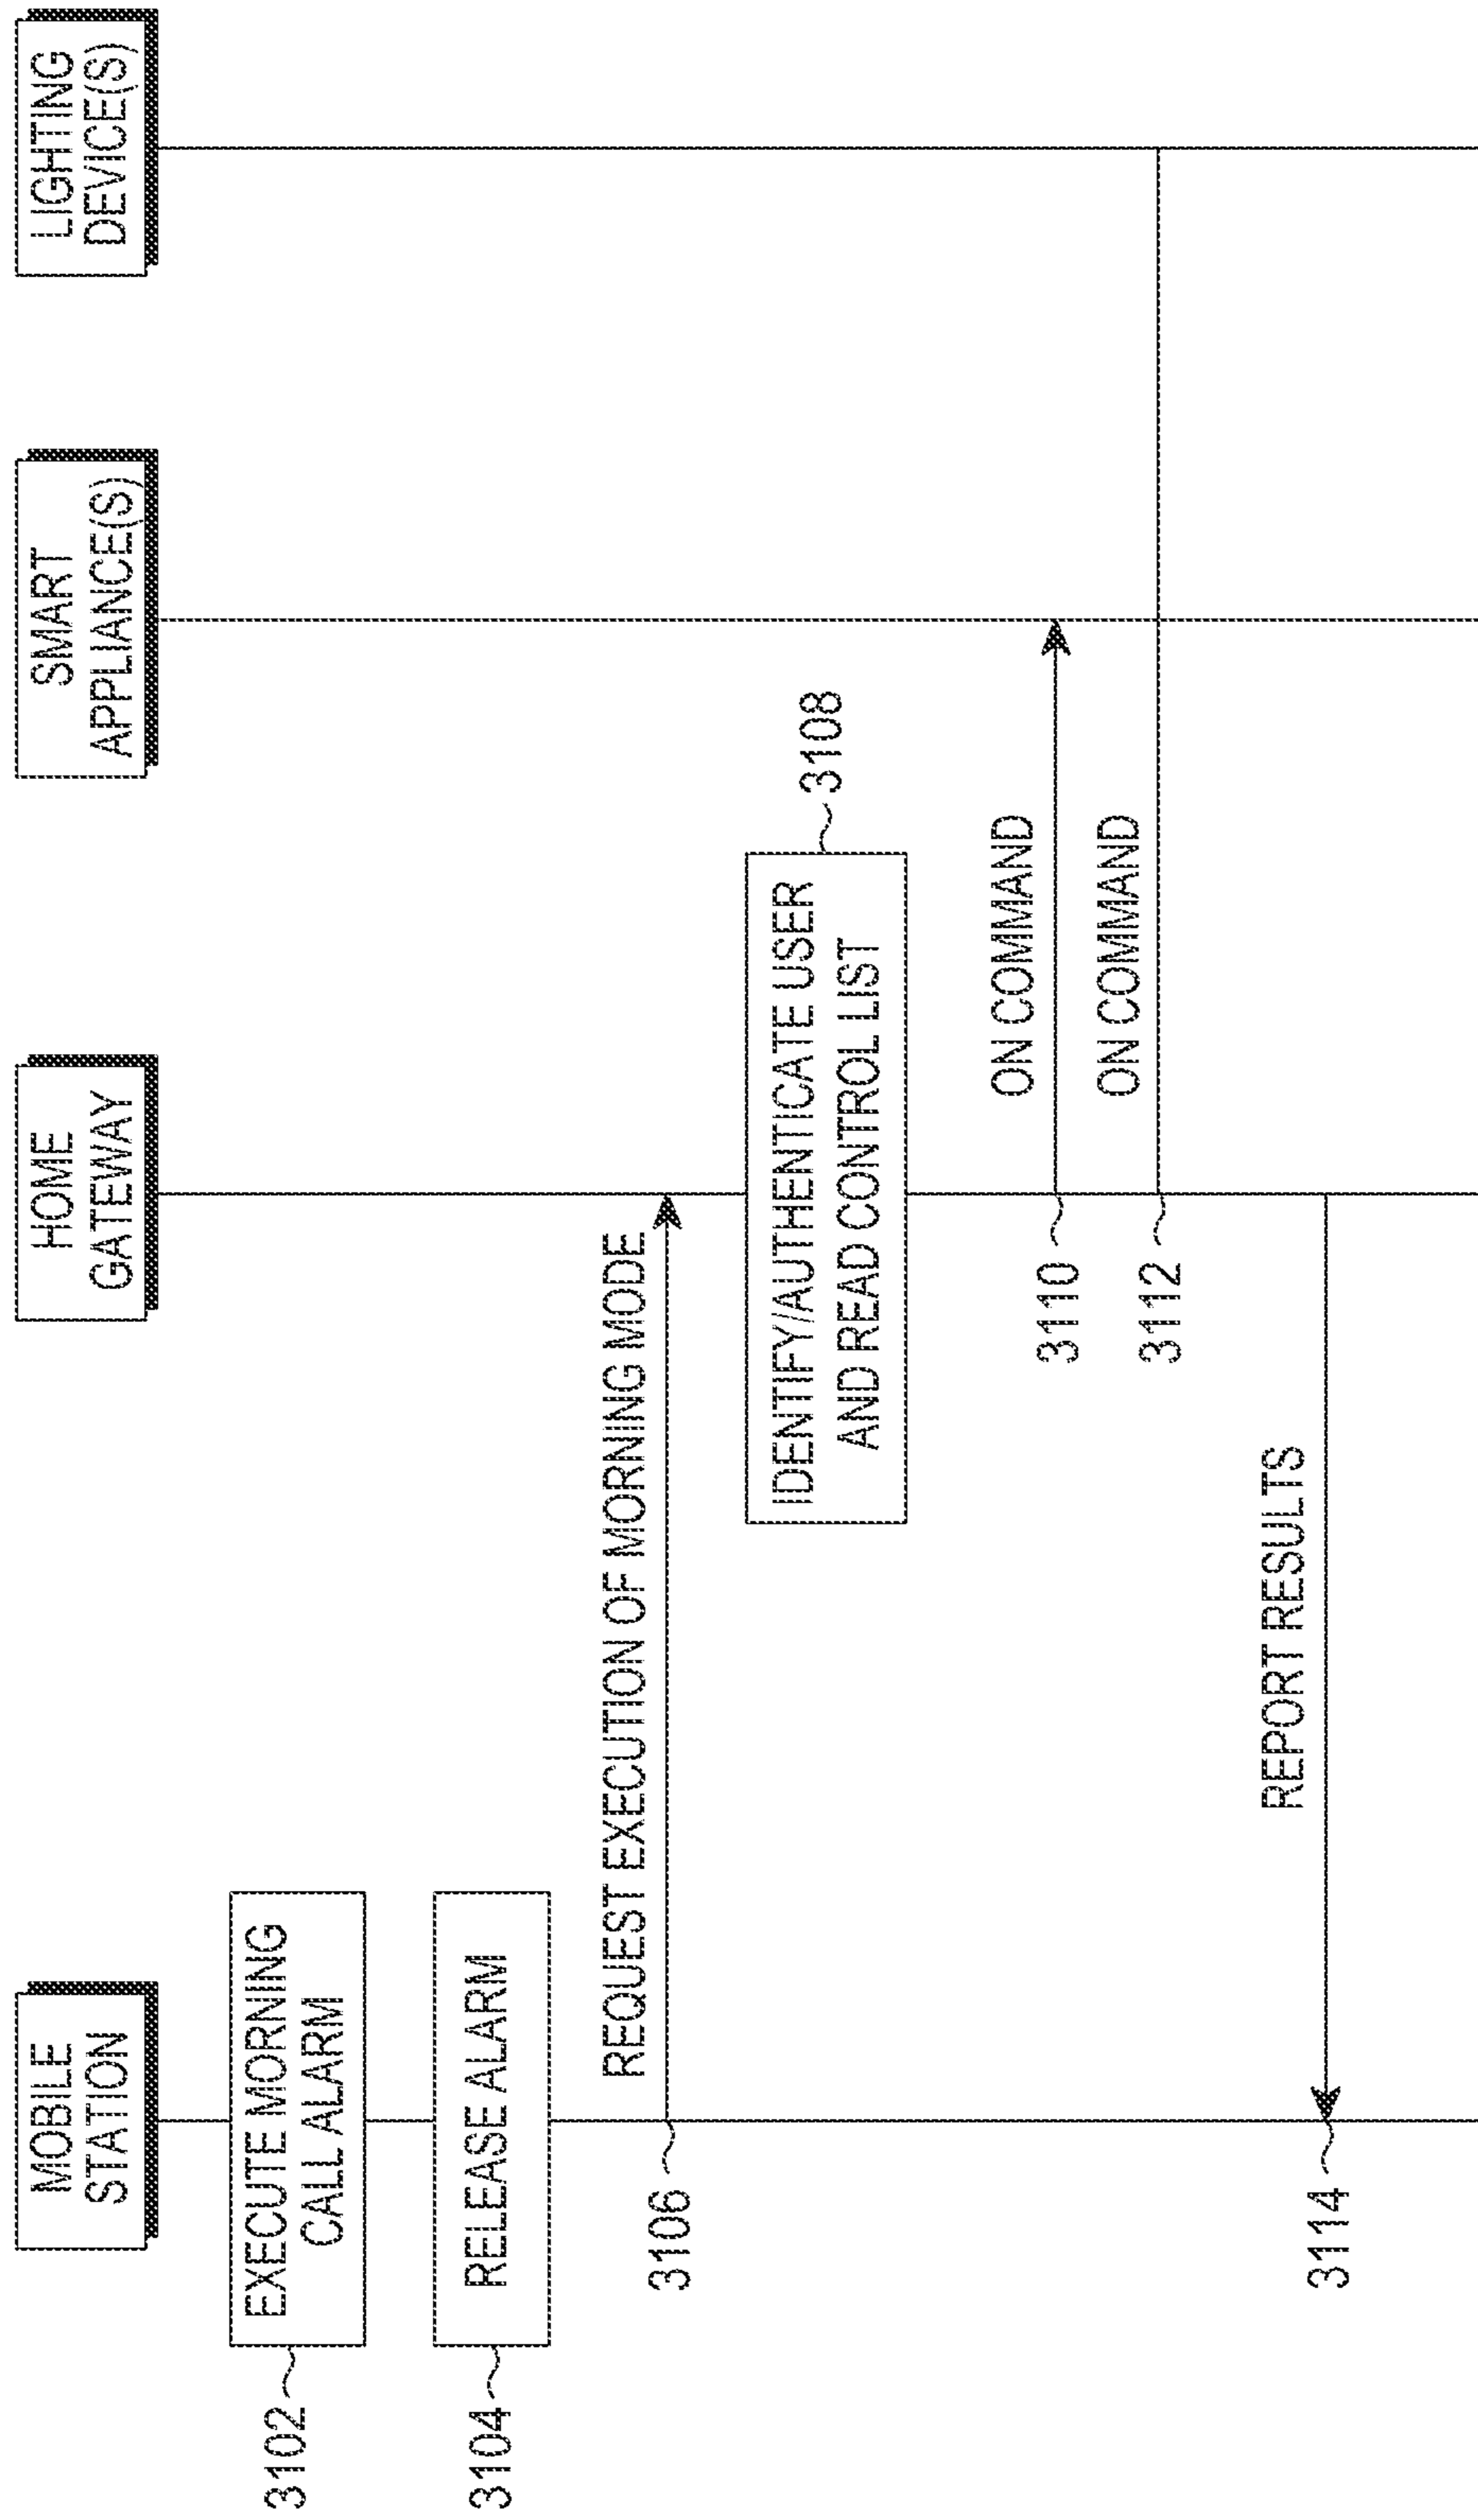 MOBILE
STATION
HOME
GATEWAY
SMART
APPLIANCE(S)
LIGHTING
DEVICE(S)
3102
EXECUTE MORNING
CALL ALARM
3104
RELEASE ALARM
REQUEST EXECUTION OF MORNING MODE
3106
IDENTIFY/AUTHENTICATE USER
AND READ CONTROL LIST
3108
ON COMMAND
3110
ON COMMAND
3112
REPORT RESULTS
3114